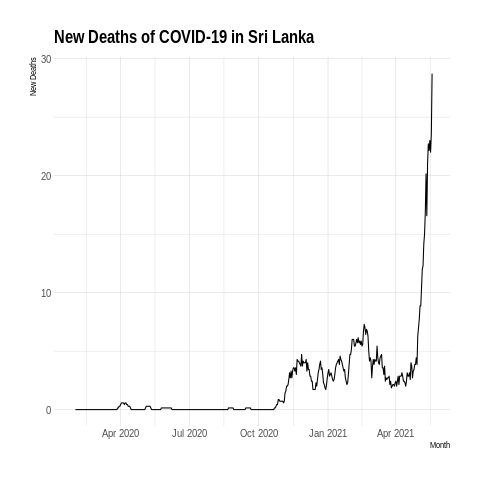 New Deaths of COVID-19 in Sri Lanka
New Deaths
30
20
10
0
Apr 2020 Jul 2020 Oct 2020 Jan 2021 Apr 2021
Month